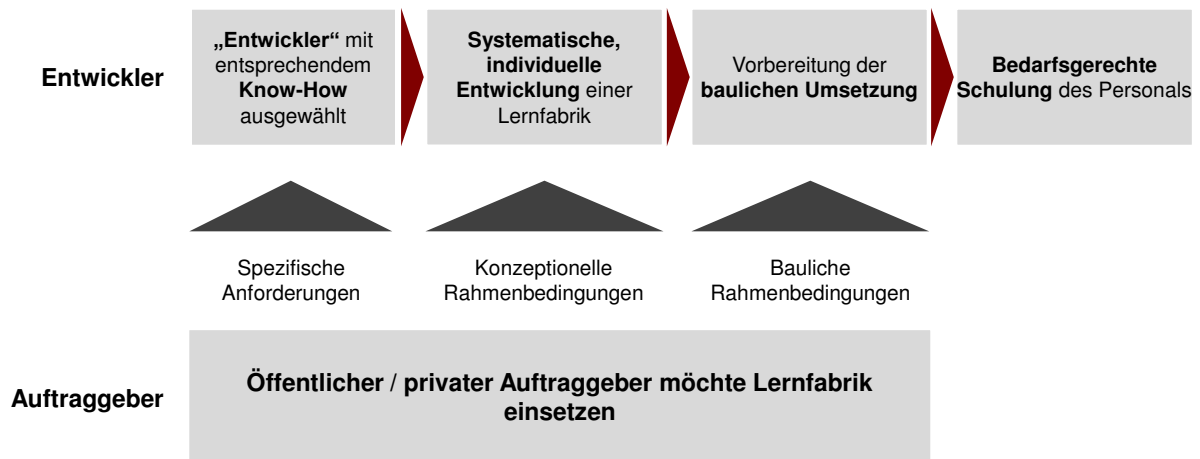 Entwickler
„Entwickler“ mit
entsprechendem
Know-How
ausgewählt
Systematische,
individuelle
Entwicklung einer
Lernfabrik
Vorbereitung der
baulichen Umsetzung
Bedarfsgerechte
Schulung des Personals
Spezifische
Anforderungen
Konzeptionelle
Rahmenbedingungen
Bauliche
Rahmenbedingungen
Auftraggeber
Öffentlicher / privater Auftraggeber möchte Lernfabrik
einsetzen